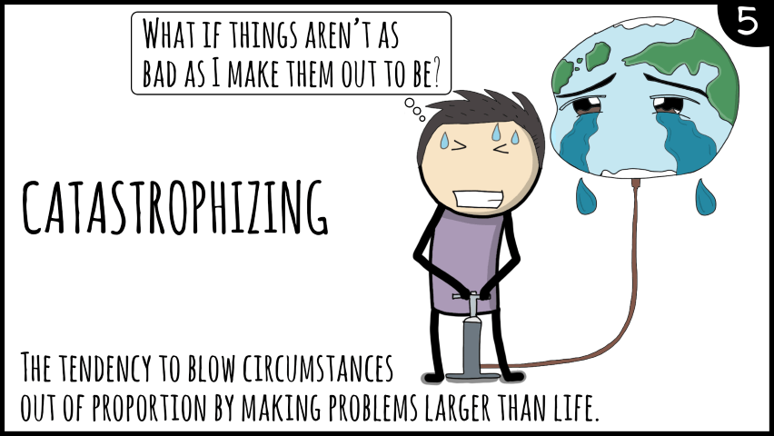 5
WHAT IF THINGS AREN'T AS
BAD AS I MAKE THEM OUT TO BE?
CATASTROPHIZING
THE TENDENCY TO BLOW CIRCUMSTANCES
OUT OF PROPORTION BY MAKING PROBLEMS LARGER THAN LIFE.